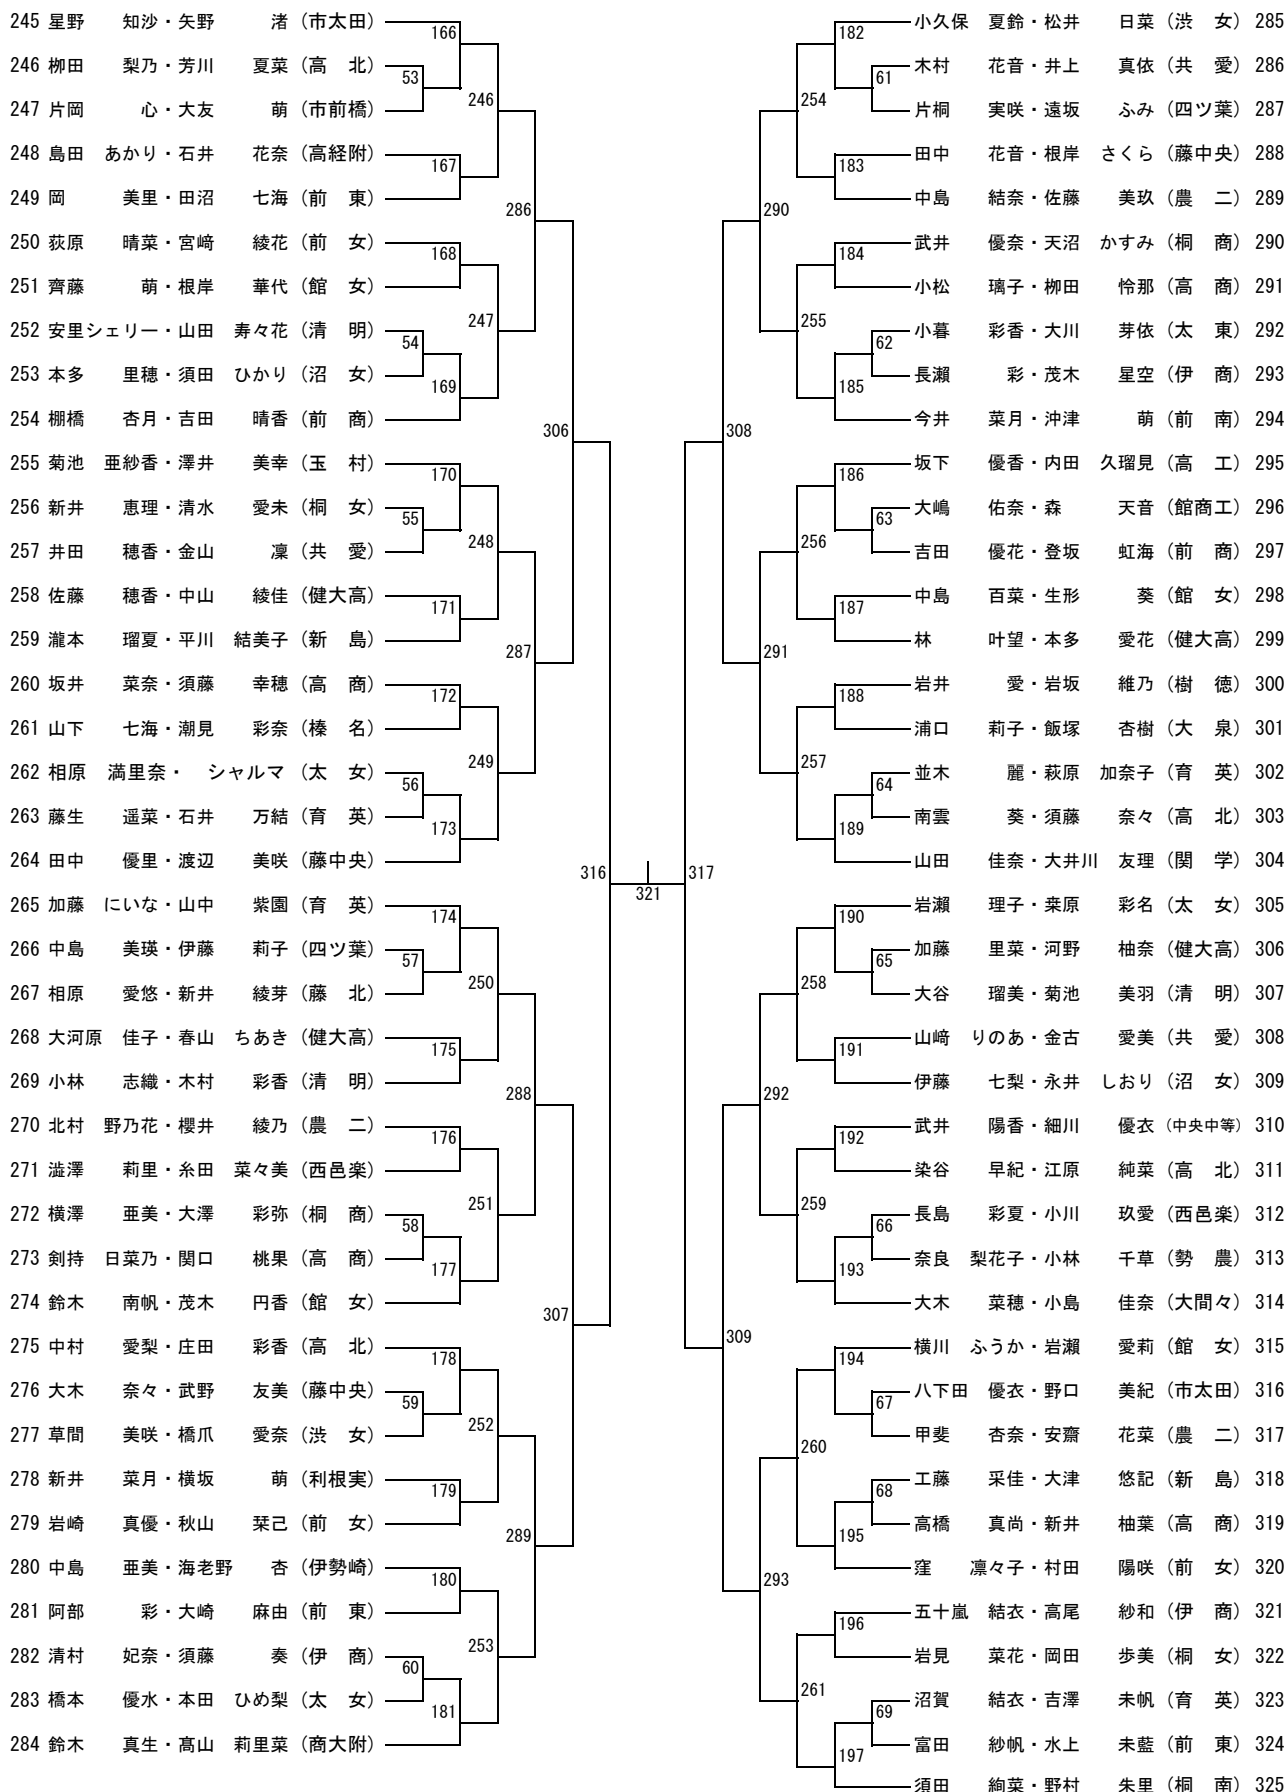 245 星野 知沙・矢野 渚 (市太田)
246 栁田 梨乃・芳川 夏菜 (高 北)
247 片岡 心・大友 萌 (市前橋)
248 島田 あかり・石井 花奈 (高経附)
249 岡 美里・田沼 七海 (前 東)
250 荻原 晴菜・宮﨑 綾花 (前 女)
251 齊藤 萌・根岸 華代 (館 女)
252 安里シェリー・山田 寿々花 (清 明)
253 本多 里穂・須田 ひかり (沼 女)
254 棚橋 杏月・吉田 晴香 (前 商)
255 菊池 亜紗香・澤井 美幸 (玉 村)
256 新井 恵理・清水 愛未 (桐 女)
257 井田 穂香・金山 凜 (共 愛)
258 佐藤 穂香・中山 綾佳 (健大高)
259 瀧本 瑠夏・平川 結美子 (新 島)
260 坂井 菜奈・須藤 幸穂 (高 商)
261 山下 七海・潮見 彩奈 (榛 名)
262 相原 満里奈・ シャルマ (太 女)
263 藤生 遥菜・石井 万結 (育 英)
264 田中 優里・渡辺 美咲 (藤中央)
265 加藤 にいな・山中 紫園 (育 英)
266 中島 美瑛・伊藤 莉子 (四ツ葉)
267 相原 愛悠・新井 綾芽 (藤 北)
268 大河原 佳子・春山 ちあき (健大高)
269 小林 志織・木村 彩香 (清 明)
270 北村 野乃花・櫻井 綾乃 (農 二)
271 澁澤 莉里・糸田 菜々美 (西邑楽)
272 横澤 亜美・大澤 彩弥 (桐 商)
273 剣持 日菜乃・関口 桃果 (高 商)
274 鈴木 南帆・茂木 円香 (館 女)
275 中村 愛梨・庄田 彩香 (高 北)
276 大木 奈々・武野 友美 (藤中央)
277 草間 美咲・橋爪 愛奈 (渋 女)
278 新井 菜月・横坂 萌 (利根実)
279 岩崎 真優・秋山 栞己 (前 女)
280 中島 亜美・海老野 杏 (伊勢崎)
281 阿部 彩・大崎 麻由 (前 東)
282 清村 妃奈・須藤 奏 (伊 商)
283 橋本 優水・本田 ひめ梨 (太 女)
284 鈴木 真生・髙山 莉里菜 (商大附)
166
53
246
167
286
168
247
54
169
306
170
55
248
171
287
172
249
56
173
316
174
57
250
175
288
176
251
58
177
307
178
59
252
179
289
180
253
60
181
321
317
182
61
254
183
290
184
255
62
185
308
186
63
256
187
291
188
257
64
189
190
65
258
191
292
192
259
66
193
309
194
67
260
68
195
293
196
261
69
197
小久保 夏鈴・松井 日菜 (渋 女) 285
木村 花音・井上 真依 (共 愛) 286
片桐 実咲・遠坂 ふみ (四ツ葉) 287
田中 花音・根岸 さくら (藤中央) 288
中島 結奈・佐藤 美玖 (農 二) 289
武井 優奈・天沼 かすみ (桐 商) 290
小松 璃子・栁田 怜那 (高 商) 291
小暮 彩香・大川 芽依 (太 東) 292
長瀬 彩・茂木 星空 (伊 商) 293
今井 菜月・沖津 萌 (前 南) 294
坂下 優香・内田 久瑠見 (高 工) 295
大嶋 佑奈・森 天音 (館商工) 296
吉田 優花・登坂 虹海 (前 商) 297
中島 百菜・生形 葵 (館 女) 298
林 叶望・本多 愛花 (健大高) 299
岩井 愛・岩坂 維乃 (樹 徳) 300
浦口 莉子・飯塚 杏樹 (大 泉) 301
並木 麗・萩原 加奈子 (育 英) 302
南雲 葵・須藤 奈々 (高 北) 303
山田 佳奈・大井川 友理 (関 学) 304
岩瀬 理子・桒原 彩名 (太 女) 305
加藤 里菜・河野 柚奈 (健大高) 306
大谷 瑠美・菊池 美羽 (清 明) 307
山﨑 りのあ・金古 愛美 (共 愛) 308
伊藤 七梨・永井 しおり (沼 女) 309
武井 陽香・細川 優衣 (中央中等) 310
染谷 早紀・江原 純菜 (高 北) 311
長島 彩夏・小川 玖愛 (西邑楽) 312
奈良 梨花子・小林 千草 (勢 農) 313
大木 菜穂・小島 佳奈 (大間々) 314
横川 ふうか・岩瀬 愛莉 (館 女) 315
八下田 優衣・野口 美紀 (市太田) 316
甲斐 杏奈・安齋 花菜 (農 二) 317
工藤 采佳・大津 悠記 (新 島) 318
高橋 真尚・新井 柚葉 (高 商) 319
窪 凛々子・村田 陽咲 (前 女) 320
五十嵐 結衣・高尾 紗和 (伊 商) 321
岩見 菜花・岡田 歩美 (桐 女) 322
沼賀 結衣・吉澤 未帆 (育 英) 323
富田 紗帆・水上 未藍 (前 東) 324
須田 絢菜・野村 朱里 (桐 南) 325